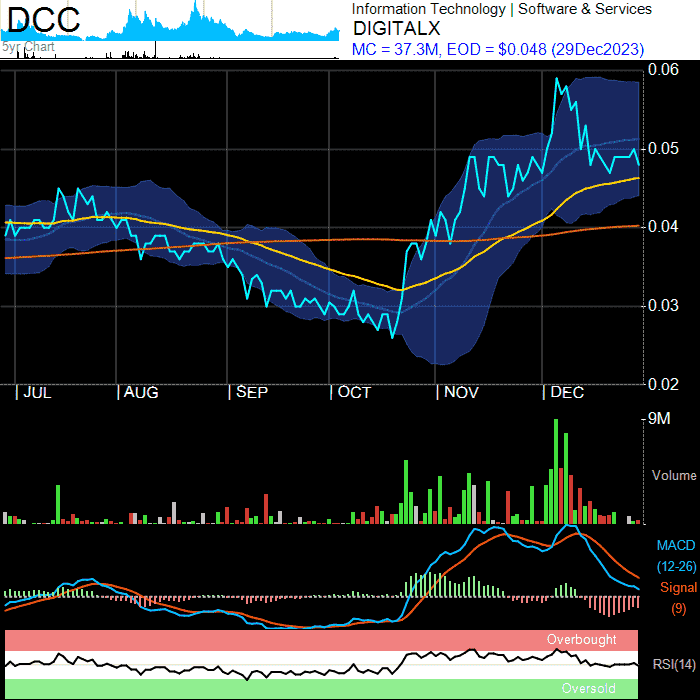 DCC
5yr Chart
Information Technology | Software & Services
DIGITALX
MC = 37.3M, EOD = $0.048 (29Dec2023)
0.06
0.05
0.04
0.03
0.02
JUL AUG SEP OCT NOV DEC
9M
Volume
MACD
(12-26)
Signal
(9)
Overbought
RSI(14)
Oversold